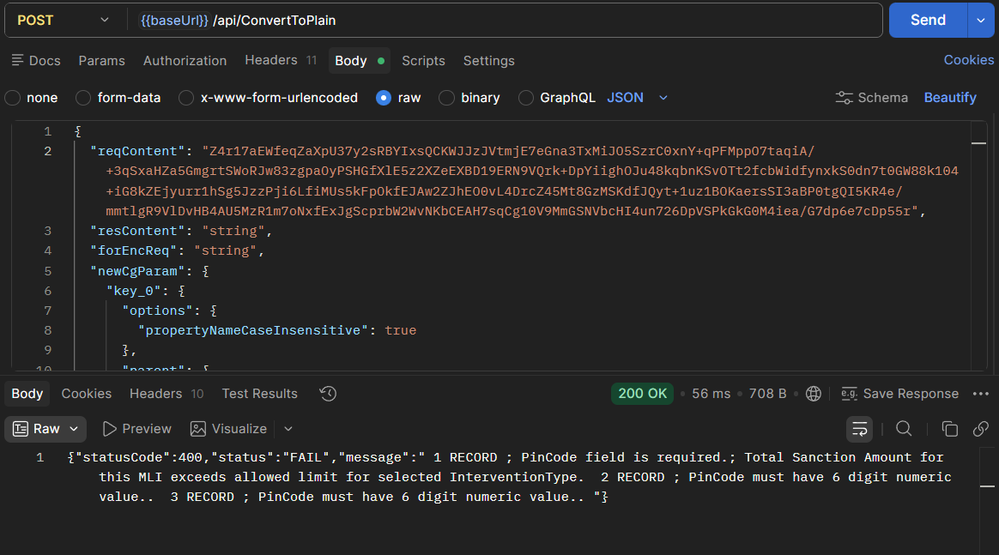 POST {{baseUrl}} /api/ConvertToPlain Send
Docs Params Authorization Headers 11 Body Scripts Settings Cookies
none form-data x-www-form-urlencoded raw binary GraphQL JSON Schema Beautify
1 {
2 "reqContent": "Z4r17aEWfeqZaXpU37y2sRBYIxsQCKWJJzJVtmjE7eGna3TxMiJO5SzrC0xnY+qPFMppO7taqiA/
+3qSxaHZa5GmgrtSWoRJw83zgpaOyPSHGfXlE5z2XZeEXBD19ERN9VQrk+DpYiighOJu48kqbnKSvOTt2fcbWidfynxkS0dn7t0GW88k104
+iG8kZEjyurr1hSg5JzzPji6LfiMUs5kFpOkfEJAw2ZJhEO0vL4DrcZ45Mt8GzMSKdfJQyt+1uz1BOKaersSI3aBP0tgQI5KR4e/
mmtlgR9VlDvHB4AU5MzR1m7oNxfExJgScprbW2WvNKbCEAH7sqCg10V9MmGSNVbcHI4un726DpVSPkGkG0M4iea/G7dp6e7cDp55r",
3 "resContent": "string",
4 "forEncReq": "string",
5 "newCgParam": {
6 "key_0": {
7 "options": {
8 "propertyNameCaseInsensitive": true
9 },
10 "parent": {
Body Cookies Headers 10 Test Results 200 OK • 56 ms • 708 B • e.g. Save Response
Raw Preview Visualize
1 {"statusCode":400,"status":"FAIL","message":" 1 RECORD ; PinCode field is required.; Total Sanction Amount for
this MLI exceeds allowed limit for selected InterventionType.  2 RECORD ; PinCode must have 6 digit numeric
value..  3 RECORD ; PinCode must have 6 digit numeric value.. "}